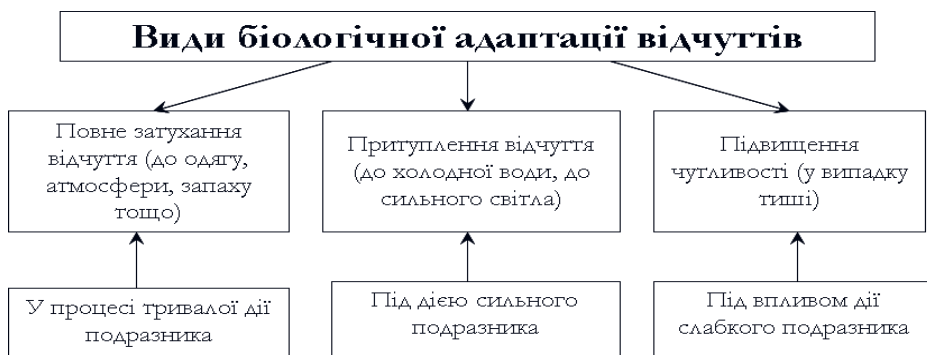 Види біологічної адаптації відчуттів
Повне затухання
відчуття (до одягу,
атмосфери, запаху
тощо)
Притуплення відчуття
(до холодної води, до
сильного світла)
Підвищення
чутливості (у випадку
тиші)
У процесі тривалої дії
подразника
Під дією сильного
подразника
Під впливом дії
слабкого подразника